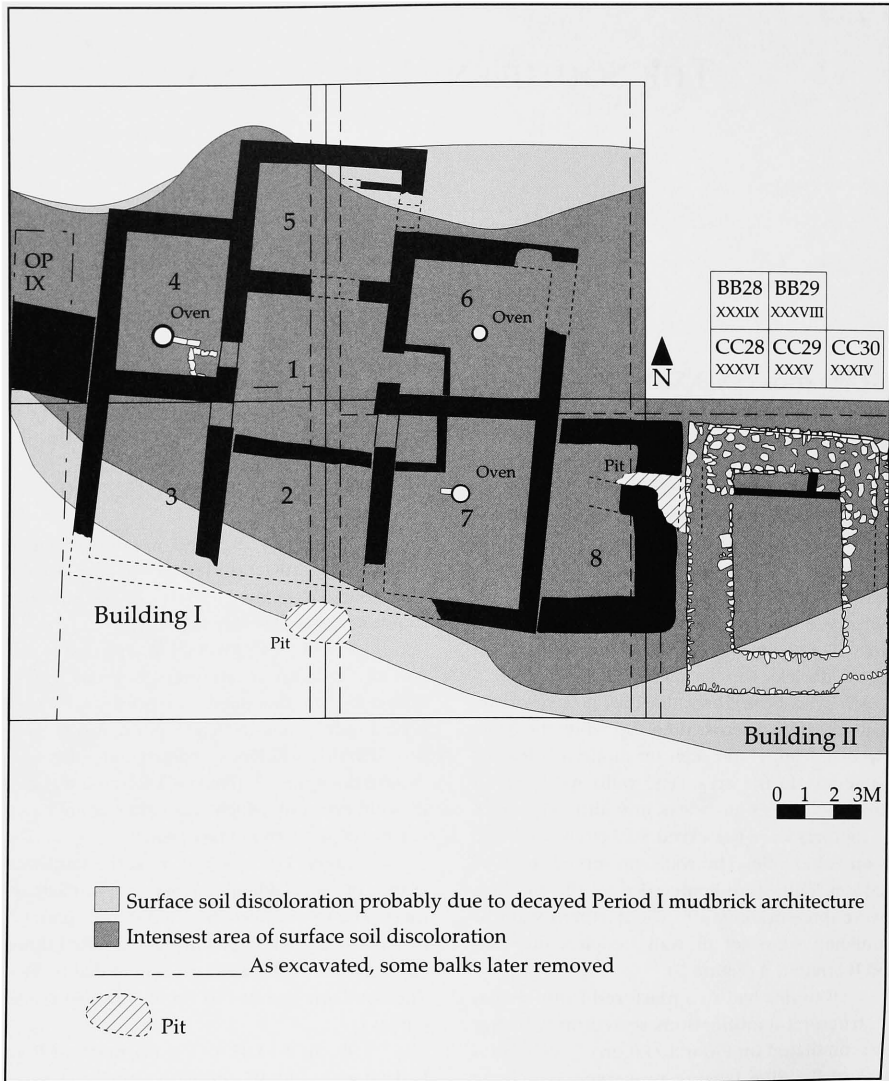 5
OP
IX
4
Oven
6
Oven
BB28 BB29
XXXIX XXXVIII
CC28 CC29 CC30
XXXVI XXXV XXXIV
N
1
3
2
Oven
7
Pit
8
Building I
Pit
Building II
0 1 2 3M
Surface soil discoloration probably due to decayed Period I mudbrick architecture
Intensest area of surface soil discoloration
As excavated, some balks later removed
Pit